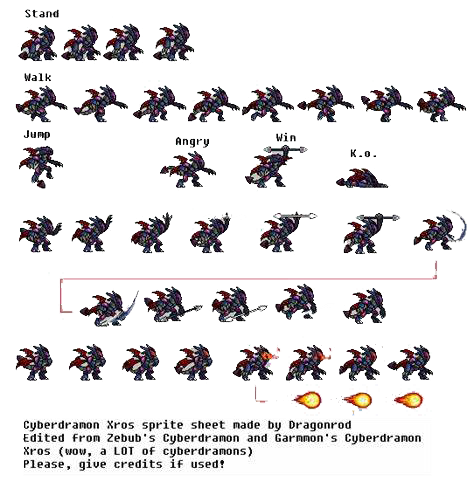 Stand
Walk
Jump
Angry
Win
K.o.
Cyberdramon Xros sprite sheet made by Dragonrod
Edited from Zebub's Cyberdramon and Garmmon's Cyberdramon
Xros (wow, a LOT of cyberdramons)
Please, give credits if used!